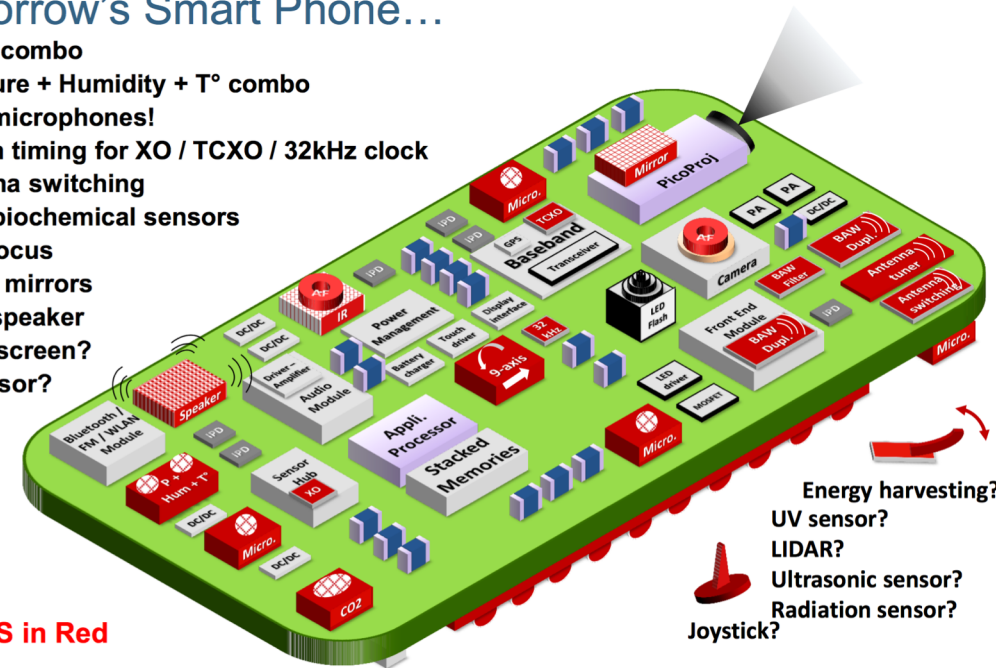 orrow's Smart Phone…
combo
ure + Humidity + T° combo
microphones!
n timing for XO / TCXO / 32kHz clock
na switching
biochemical sensors
ocus
mirrors
speaker
screen?
sor?
S in Red
Mirror
PicoProj
Micro.
TCXO
GPS
Baseband
Transceiver
iPD
iPD
PA
PA
DC/DC
BAW
Dupl.
Antenna
tuner
Antenna
switching
BAW
Filter
Camera
LED
Flash
Front End
Module
BAW
Dupl.
iPD
Micro.
iPD
IR
DC/DC
DC/DC
Power
Management
Display
interface
Touch
driver
Battery
charger
32
kHz
9-axis
LED
driver
MOSFET
Micro.
Driver –
Amplifier
Audio
Module
Speaker
Bluetooth /
FM / WLAN
Module
iPD
iPD
Appli.
Processor
Stacked
Memories
Sensor
Hub
XO
P +
Hum + T°
DC/DC
Micro.
DC/DC
CO2
Energy harvesting?
UV sensor?
LIDAR?
Ultrasonic sensor?
Radiation sensor?
Joystick?